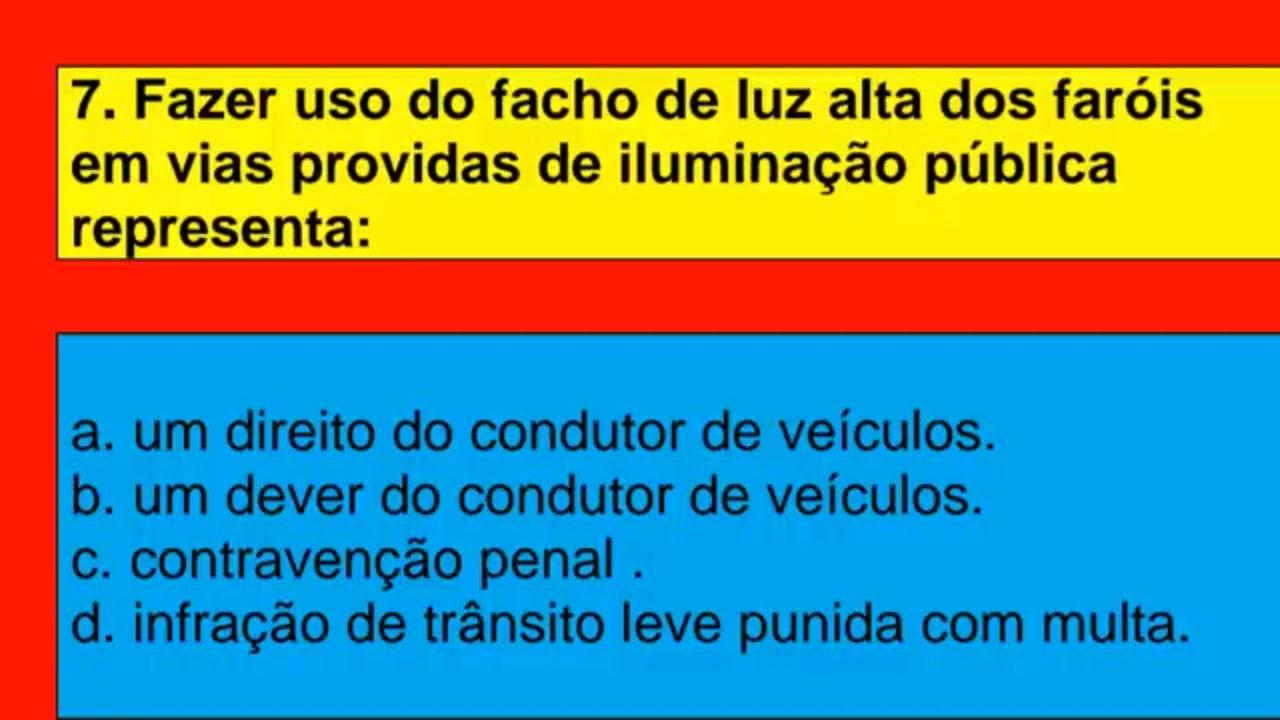 7. Fazer uso do facho de luz alta dos faróis
em vias providas de iluminação pública
representa:
a. um direito do condutor de veículos.
b. um dever do condutor de veículos.
c. contravenção penal .
d. infração de trânsito leve punida com multa.